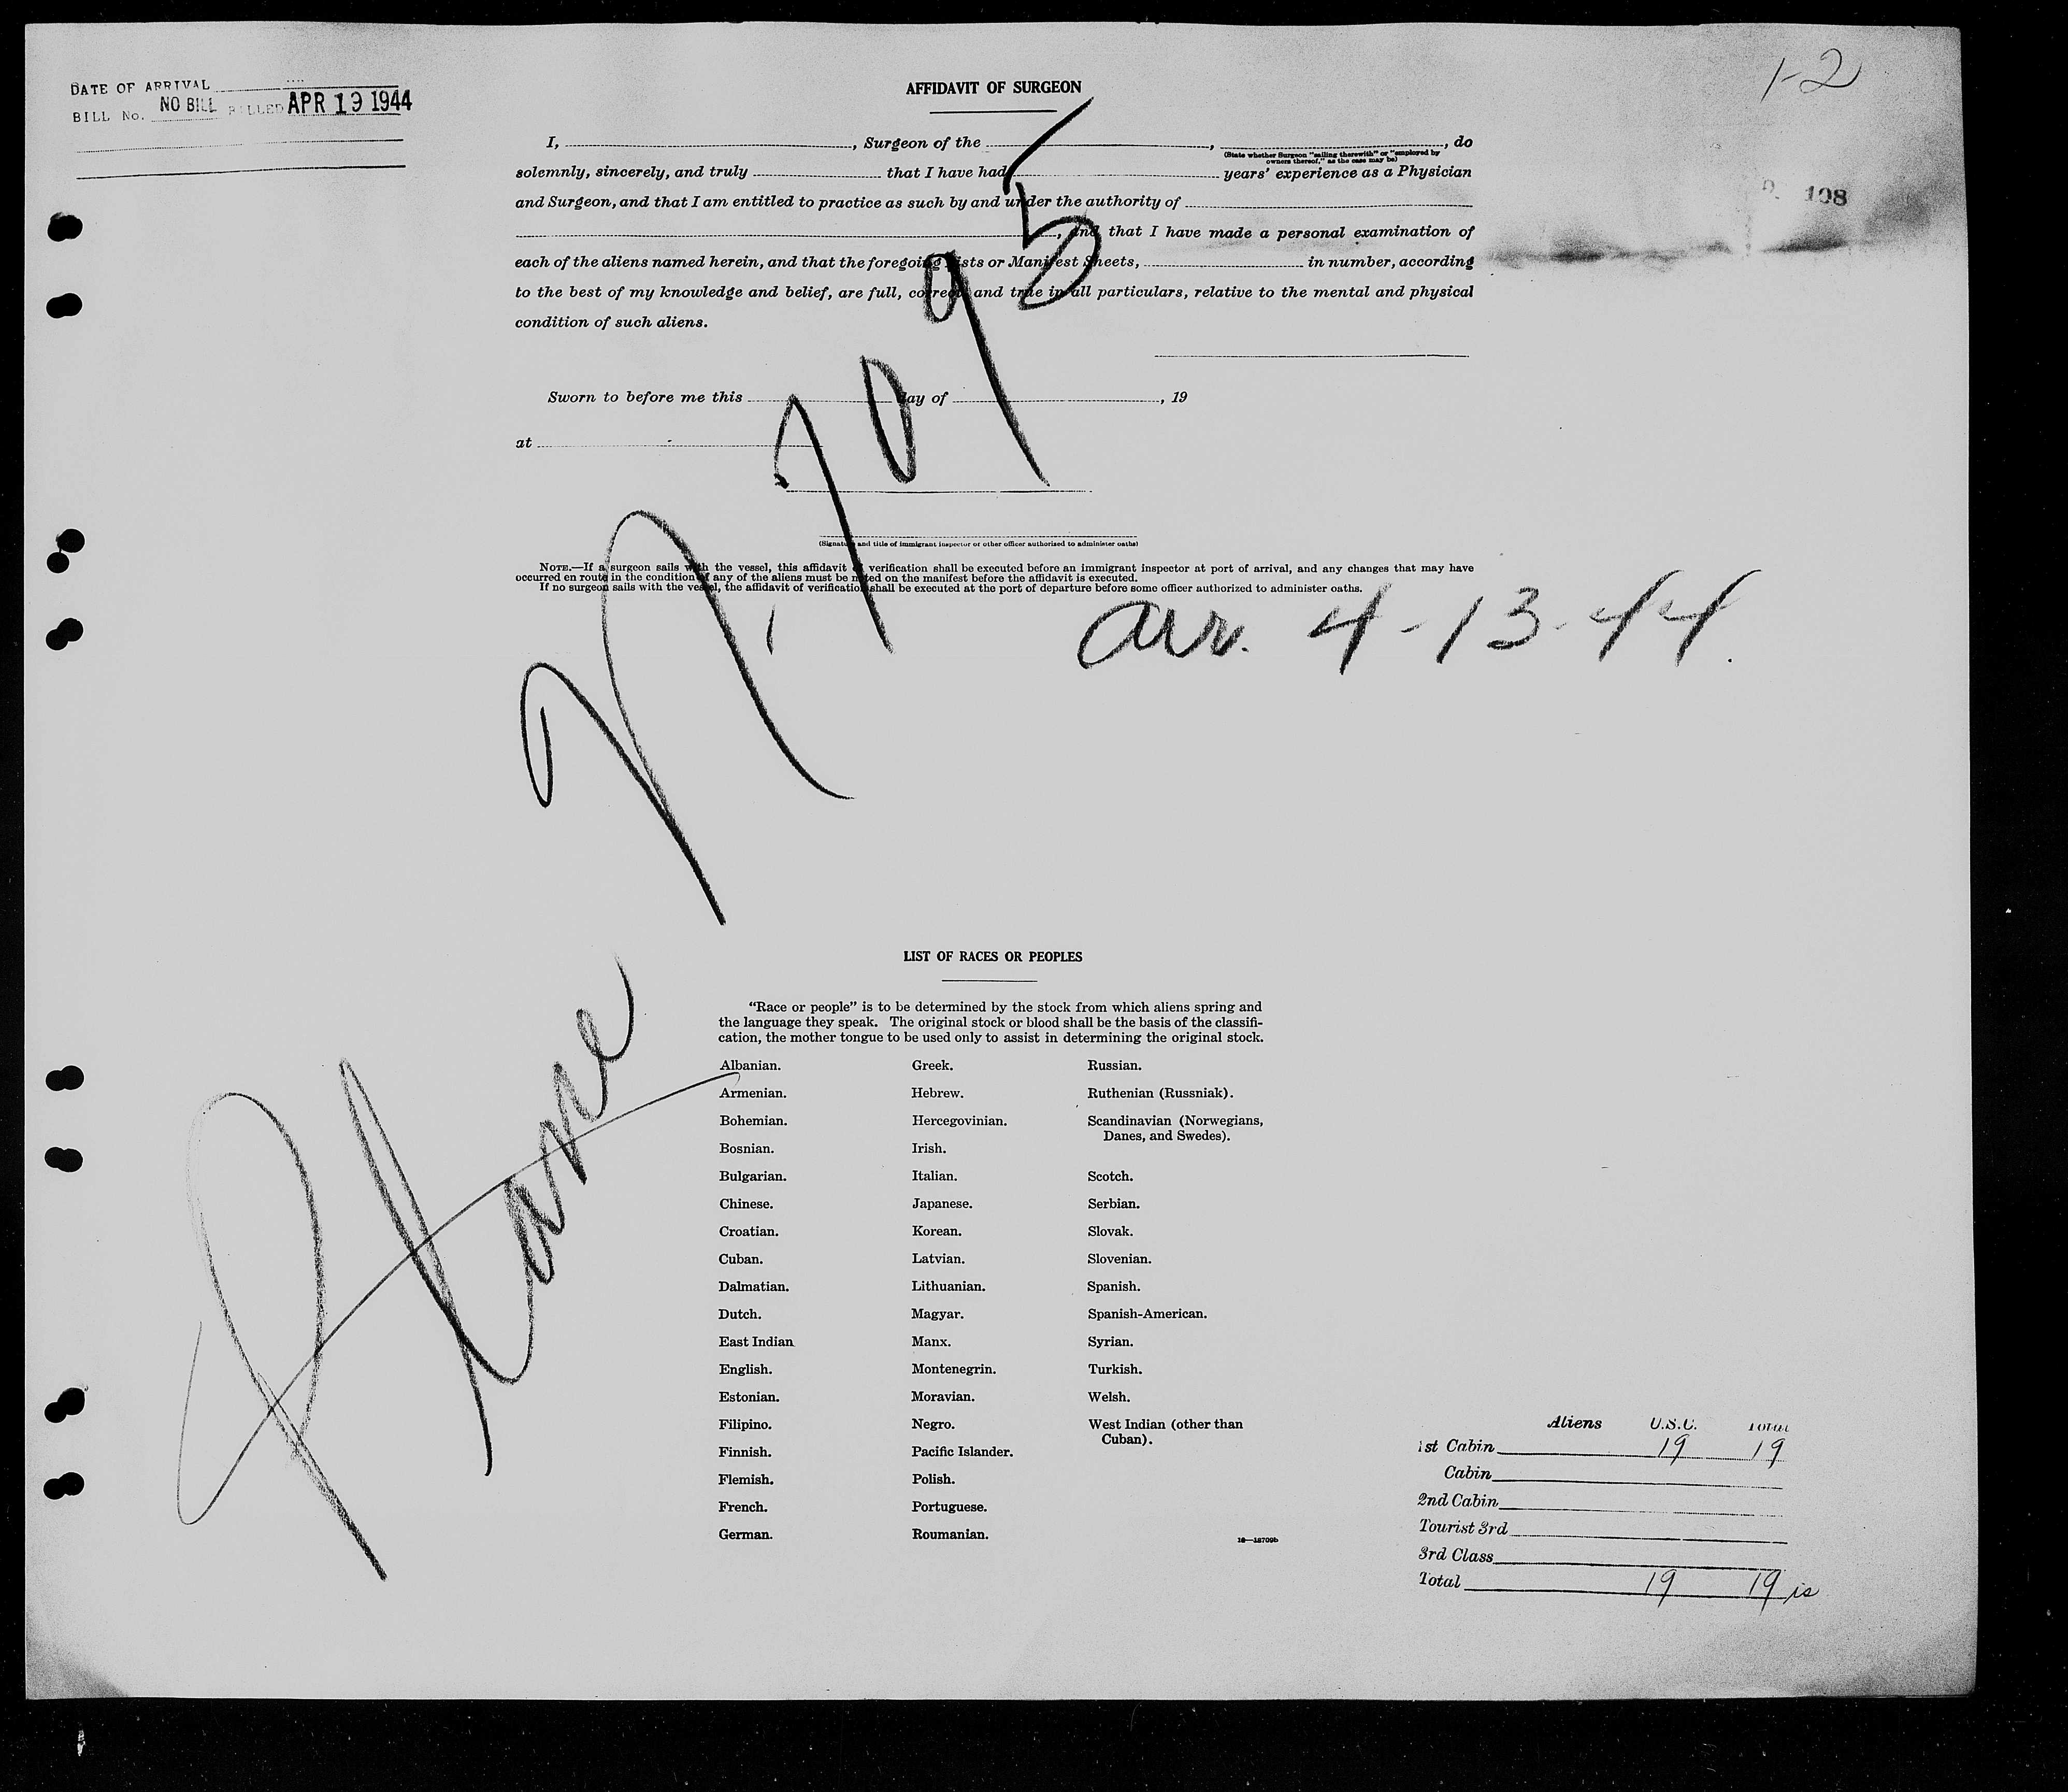 1-2
DATE OF ARRIVAL
BILL No. NO BILL BILLED APR 19 1944
108
AFFIDAVIT OF SURGEON
I, , Surgeon of the , , do
(State whether Surgeon "sailing therewith" or "employed by
owners thereof," as the case may be)
solemnly, sincerely, and truly that I have had years' experience as a Physician
and Surgeon, and that I am entitled to practice as such by and under the authority of
, and that I have made a personal examination of
each of the aliens named herein, and that the foregoing Lists or Manifest Sheets, in number, according
to the best of my knowledge and belief, are full, correct, and true in all particulars, relative to the mental and physical
condition of such aliens.
Sworn to before me this day of , 19
at
(Signature and title of immigrant inspector or other officer authorized to administer oaths)
NOTE.—If a surgeon sails with the vessel, this affidavit of verification shall be executed before an immigrant inspector at port of arrival, and any changes that may have
occurred en route in the condition of any of the aliens must be noted on the manifest before the affidavit is executed.
If no surgeon sails with the vessel, the affidavit of verification shall be executed at the port of departure before some officer authorized to administer oaths.
arr. 4-13-44.
Plane
LIST OF RACES OR PEOPLES
"Race or people" is to be determined by the stock from which aliens spring and
the language they speak. The original stock or blood shall be the basis of the classifi-
cation, the mother tongue to be used only to assist in determining the original stock.
Albanian.
Armenian.
Bohemian.
Bosnian.
Bulgarian.
Chinese.
Croatian.
Cuban.
Dalmatian.
Dutch.
East Indian
English.
Estonian.
Filipino.
Finnish.
Flemish.
French.
German.
Greek.
Hebrew.
Hercegovinian.
Irish.
Italian.
Japanese.
Korean.
Latvian.
Lithuanian.
Magyar.
Manx.
Montenegrin.
Moravian.
Negro.
Pacific Islander.
Polish.
Portuguese.
Roumanian.
Russian.
Ruthenian (Russniak).
Scandinavian (Norwegians,
Danes, and Swedes).
Scotch.
Serbian.
Slovak.
Slovenian.
Spanish.
Spanish-American.
Syrian.
Turkish.
Welsh.
West Indian (other than
Cuban).
16—18709b
Aliens U.S.C. Total
1st Cabin 19 19
Cabin
2nd Cabin
Tourist 3rd
3rd Class
Total 19 19 is